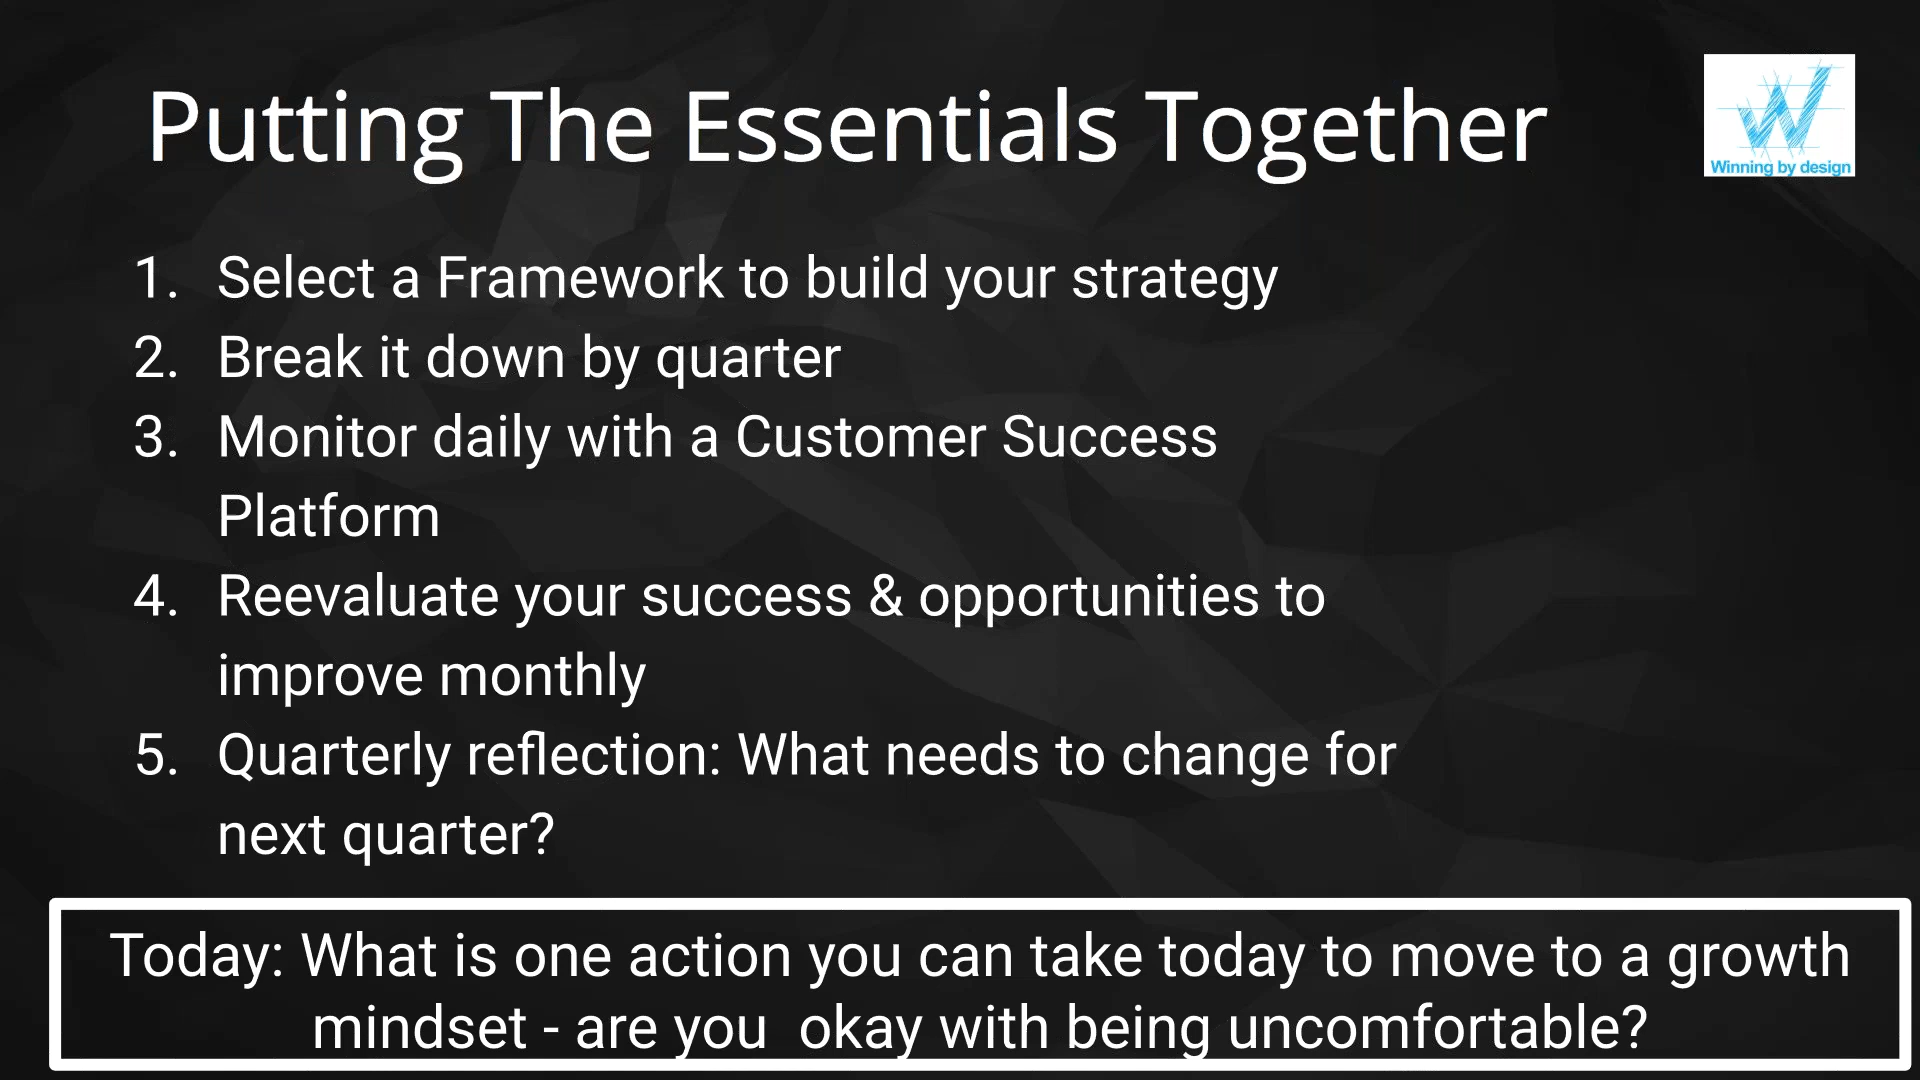 Putting The Essentials Together
Winning by design
1. Select a Framework to build your strategy
2. Break it down by quarter
3. Monitor daily with a Customer Success
Platform
4. Reevaluate your success & opportunities to
improve monthly
5. Quarterly reflection: What needs to change for
next quarter?
Today: What is one action you can take today to move to a growth
mindset - are you  okay with being uncomfortable?